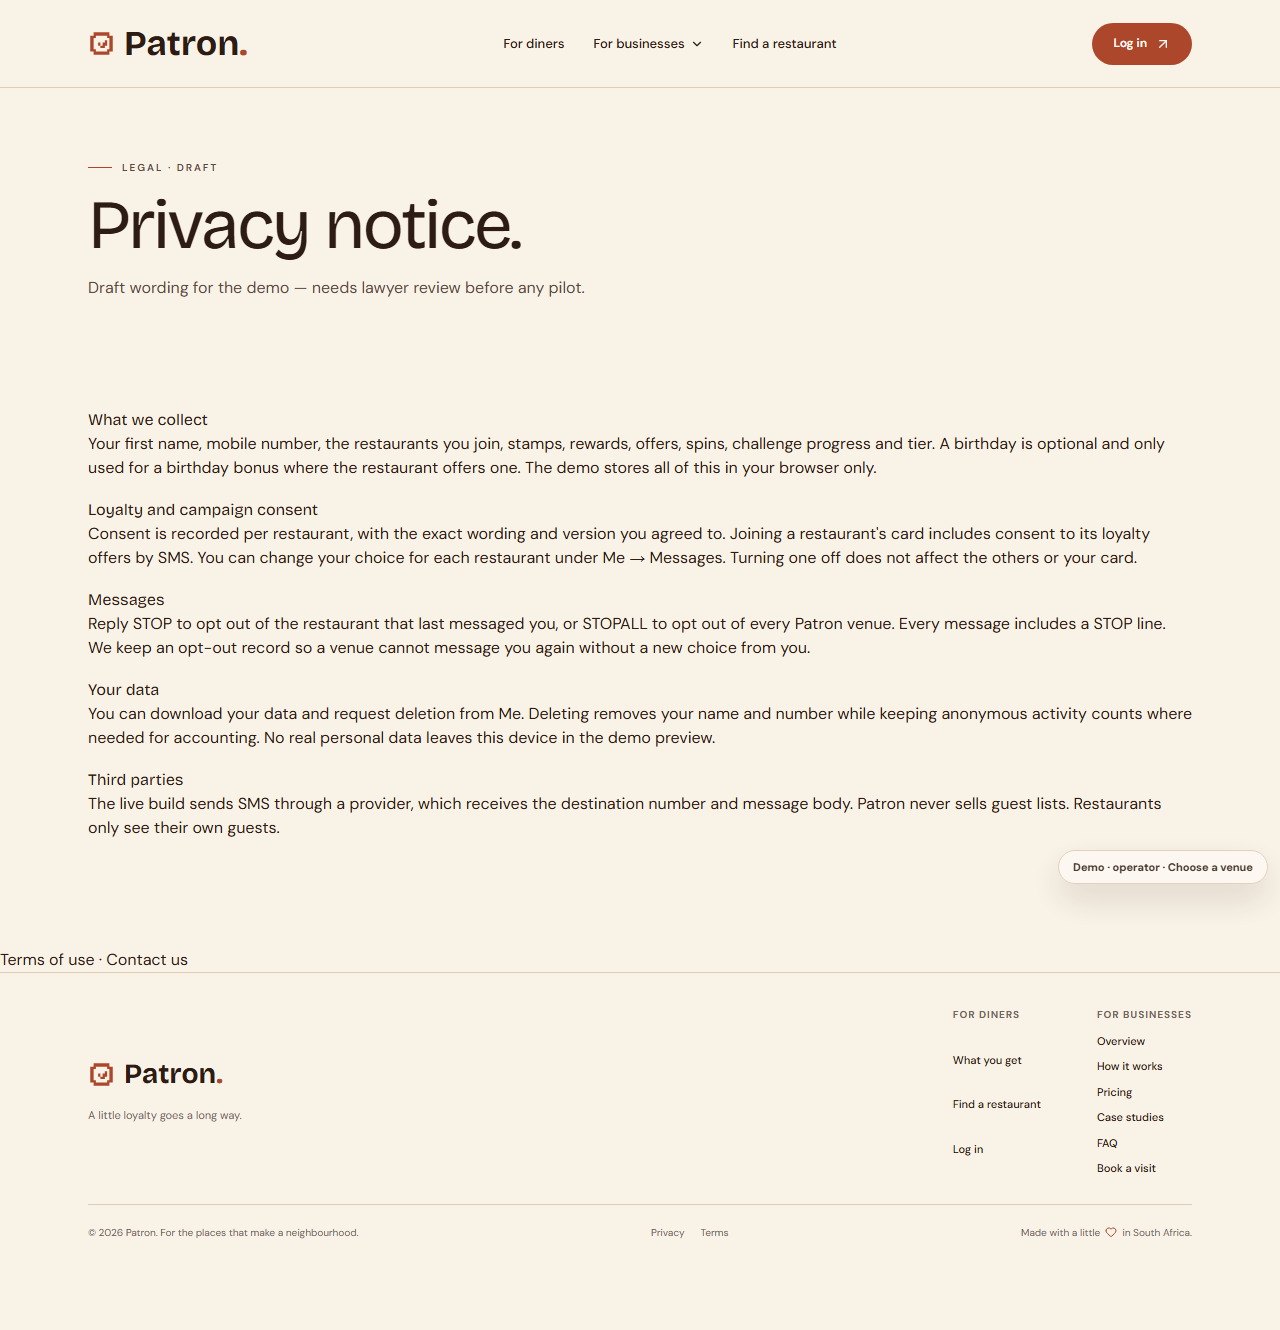 Patron.
For diners
For businesses
Find a restaurant
Log in
LEGAL · DRAFT
Privacy notice.
Draft wording for the demo — needs lawyer review before any pilot.
What we collect
Your first name, mobile number, the restaurants you join, stamps, rewards, offers, spins, challenge progress and tier. A birthday is optional and only
used for a birthday bonus where the restaurant offers one. The demo stores all of this in your browser only.
Loyalty and campaign consent
Consent is recorded per restaurant, with the exact wording and version you agreed to. Joining a restaurant's card includes consent to its loyalty
offers by SMS. You can change your choice for each restaurant under Me → Messages. Turning one off does not affect the others or your card.
Messages
Reply STOP to opt out of the restaurant that last messaged you, or STOPALL to opt out of every Patron venue. Every message includes a STOP line.
We keep an opt-out record so a venue cannot message you again without a new choice from you.
Your data
You can download your data and request deletion from Me. Deleting removes your name and number while keeping anonymous activity counts where
needed for accounting. No real personal data leaves this device in the demo preview.
Third parties
The live build sends SMS through a provider, which receives the destination number and message body. Patron never sells guest lists. Restaurants
only see their own guests.
Demo · operator · Choose a venue
Terms of use · Contact us
Patron.
A little loyalty goes a long way.
FOR DINERS
What you get
Find a restaurant
Log in
FOR BUSINESSES
Overview
How it works
Pricing
Case studies
FAQ
Book a visit
© 2026 Patron. For the places that make a neighbourhood.
Privacy
Terms
Made with a little ♡ in South Africa.